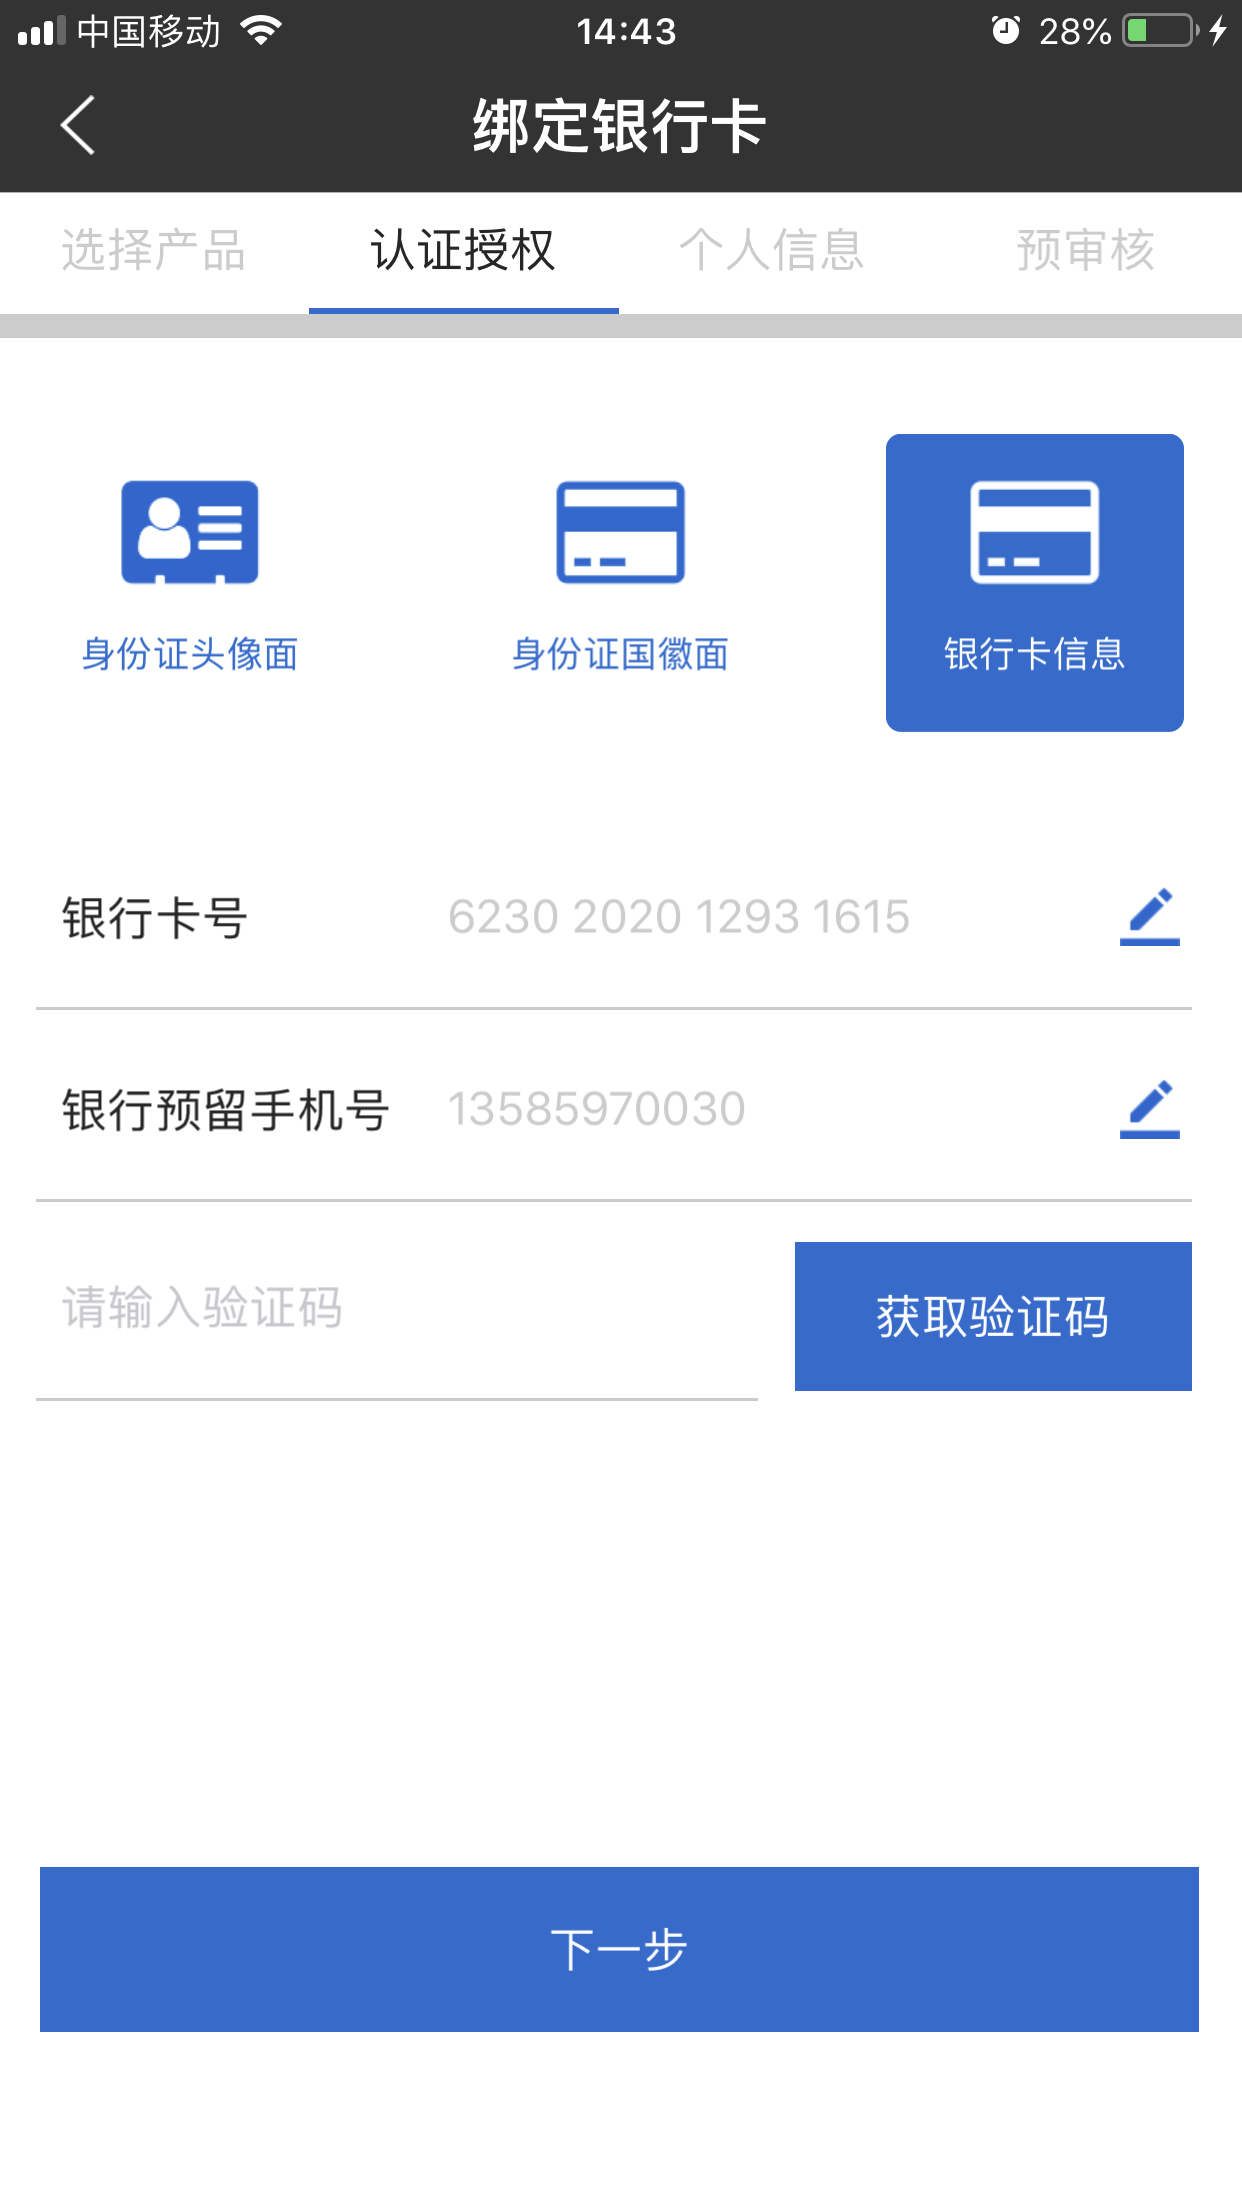 中国移动 14:43 28%
绑定银行卡
选择产品 认证授权 个人信息 预审核
身份证头像面 身份证国徽面 银行卡信息
银行卡号 6230 2020 1293 1615
银行预留手机号 13585970030
请输入验证码 获取验证码
下一步